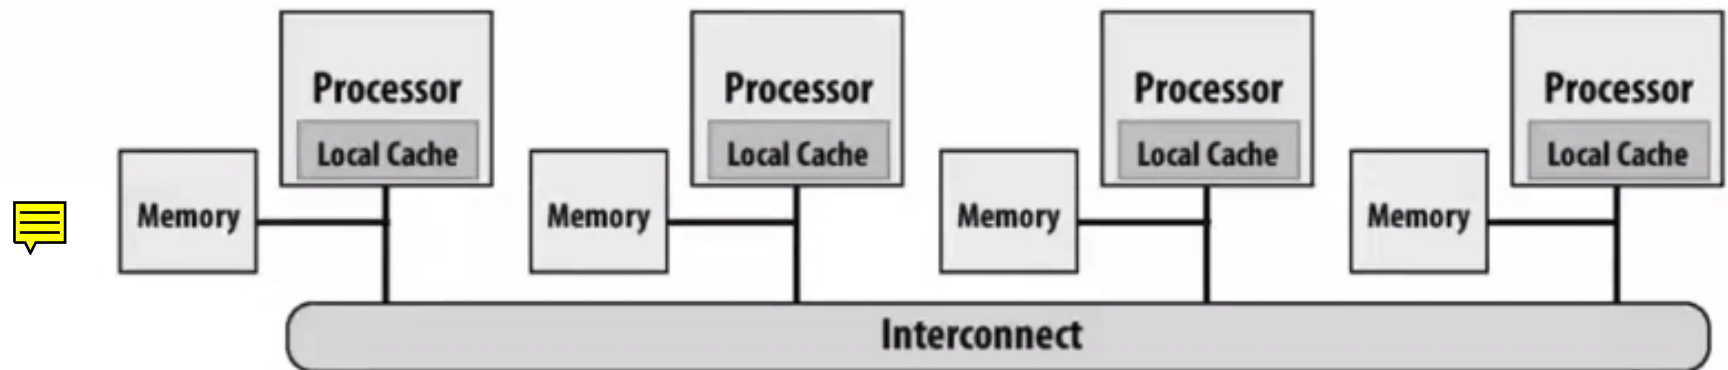 Processor
Local Cache
Memory
Processor
Local Cache
Memory
Processor
Local Cache
Memory
Processor
Local Cache
Memory
Interconnect